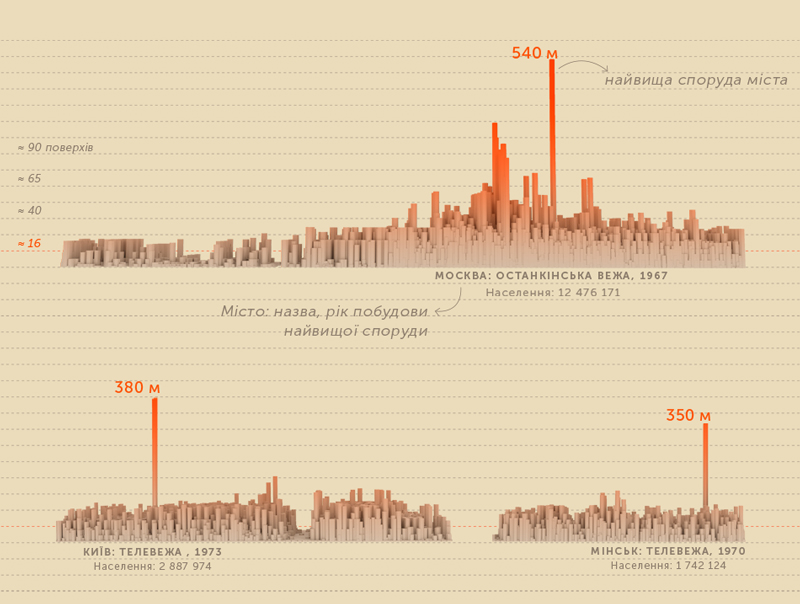 540 м
найвища споруда міста
≈ 90 поверхів
≈ 65
≈ 40
≈ 16
МОСКВА: ОСТАНКІНСЬКА ВЕЖА, 1967
Населення: 12 476 171
Місто: назва, рік побудови
найвищої споруди
380 м
350 м
КИЇВ: ТЕЛЕВЕЖА , 1973
Населення: 2 887 974
МІНСЬК: ТЕЛЕВЕЖА, 1970
Населення: 1 742 124